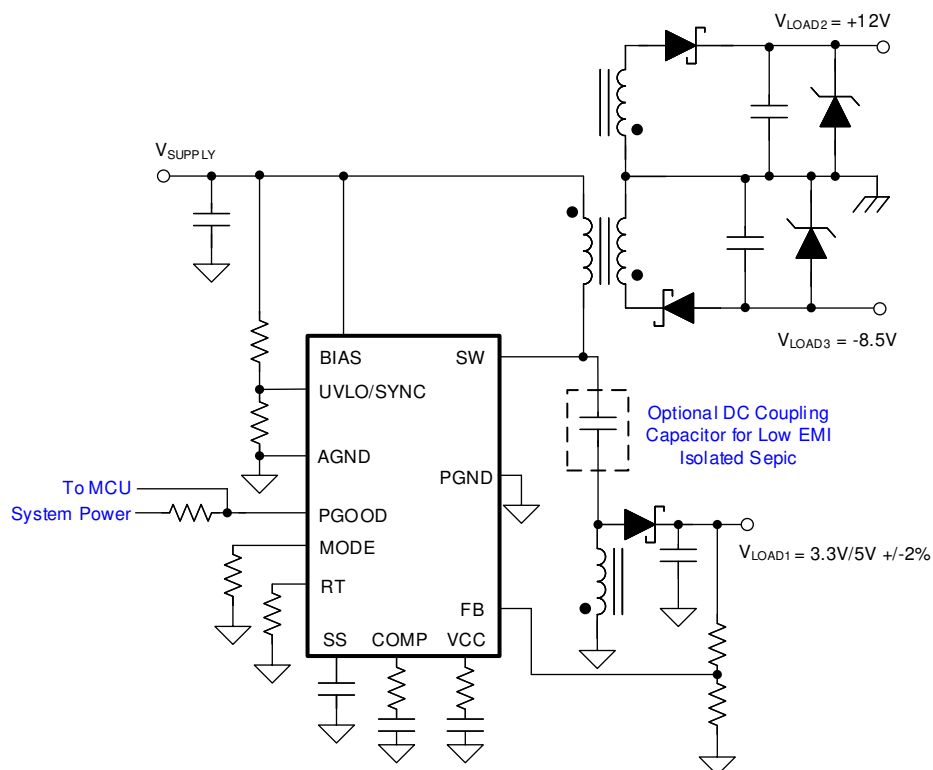 VLOAD2 = +12V
VSUPPLY
VLOAD3 = -8.5V
BIAS
SW
UVLO/SYNC
Optional DC Coupling
Capacitor for Low EMI
Isolated Sepic
AGND
PGND
To MCU
System Power
PGOOD
MODE
VLOAD1 = 3.3V/5V +/-2%
RT
FB
SS
COMP
VCC